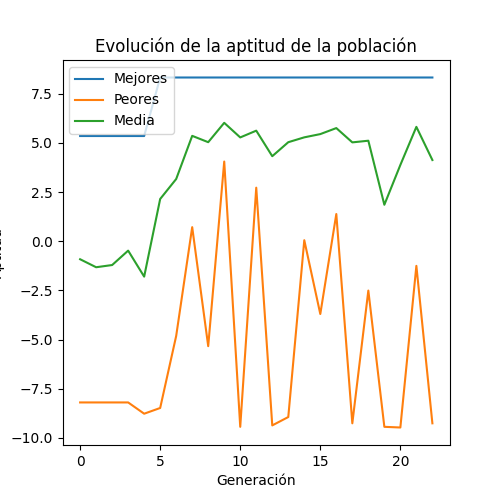 Evolución de la aptitud de la población
Mejores
Peores
Media
7.5
5.0
2.5
0.0
−2.5
−5.0
−7.5
−10.0
0 5 10 15 20
Generación